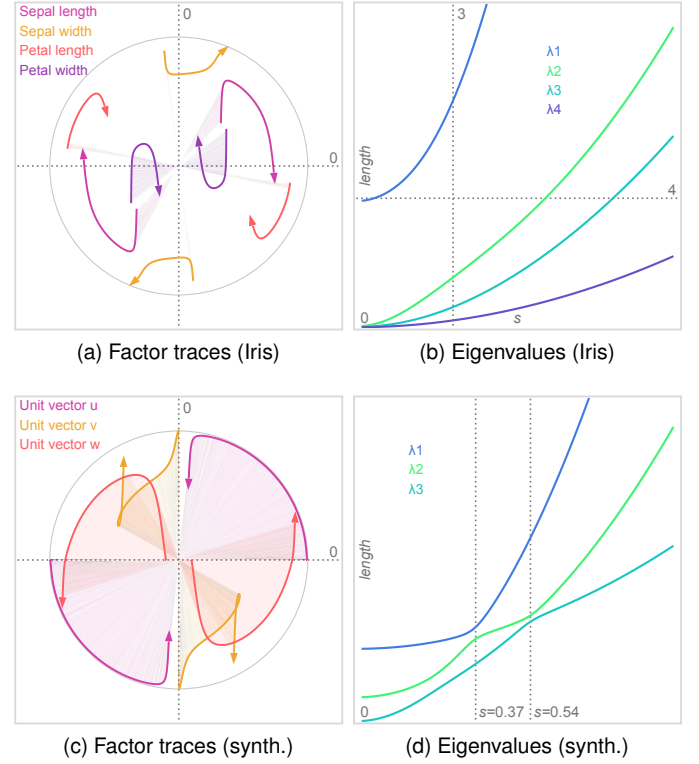 Sepal length
Sepal width
Petal length
Petal width
0
0
(a) Factor traces (Iris)
3
λ1
λ2
λ3
λ4
length
4
0
s
(b) Eigenvalues (Iris)
Unit vector u
Unit vector v
Unit vector w
0
0
(c) Factor traces (synth.)
λ1
λ2
λ3
length
0
s=0.37
s=0.54
(d) Eigenvalues (synth.)